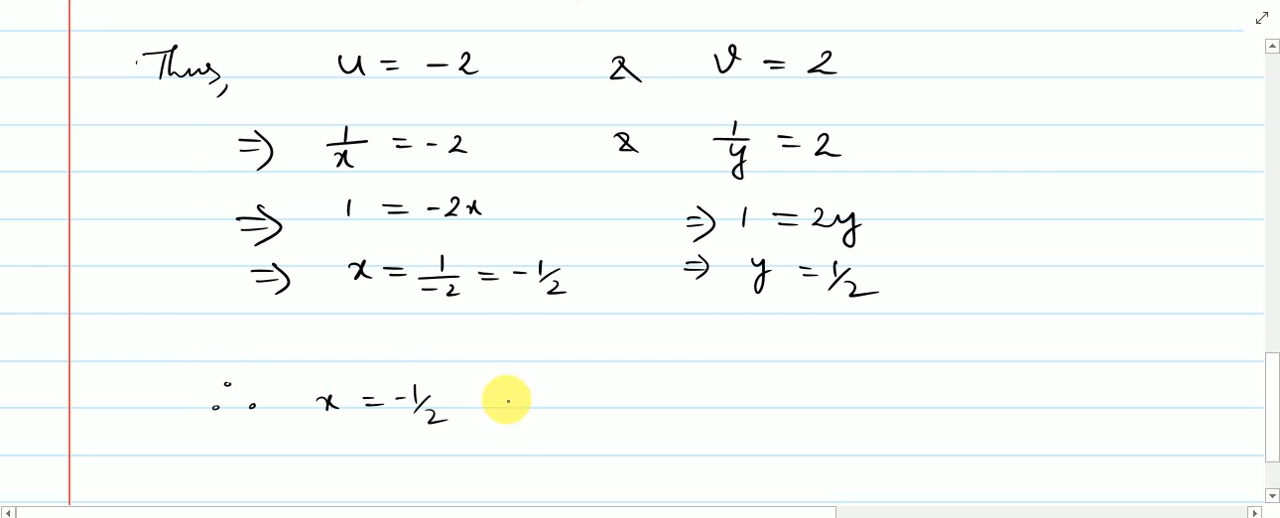 Thus, u = -2 & v = 2
⇒ 1/x = -2 & 1/y = 2
⇒ 1 = -2x ⇒ 1 = 2y
⇒ x = 1/-2 = -1/2 ⇒ y = 1/2
∴ x = -1/2